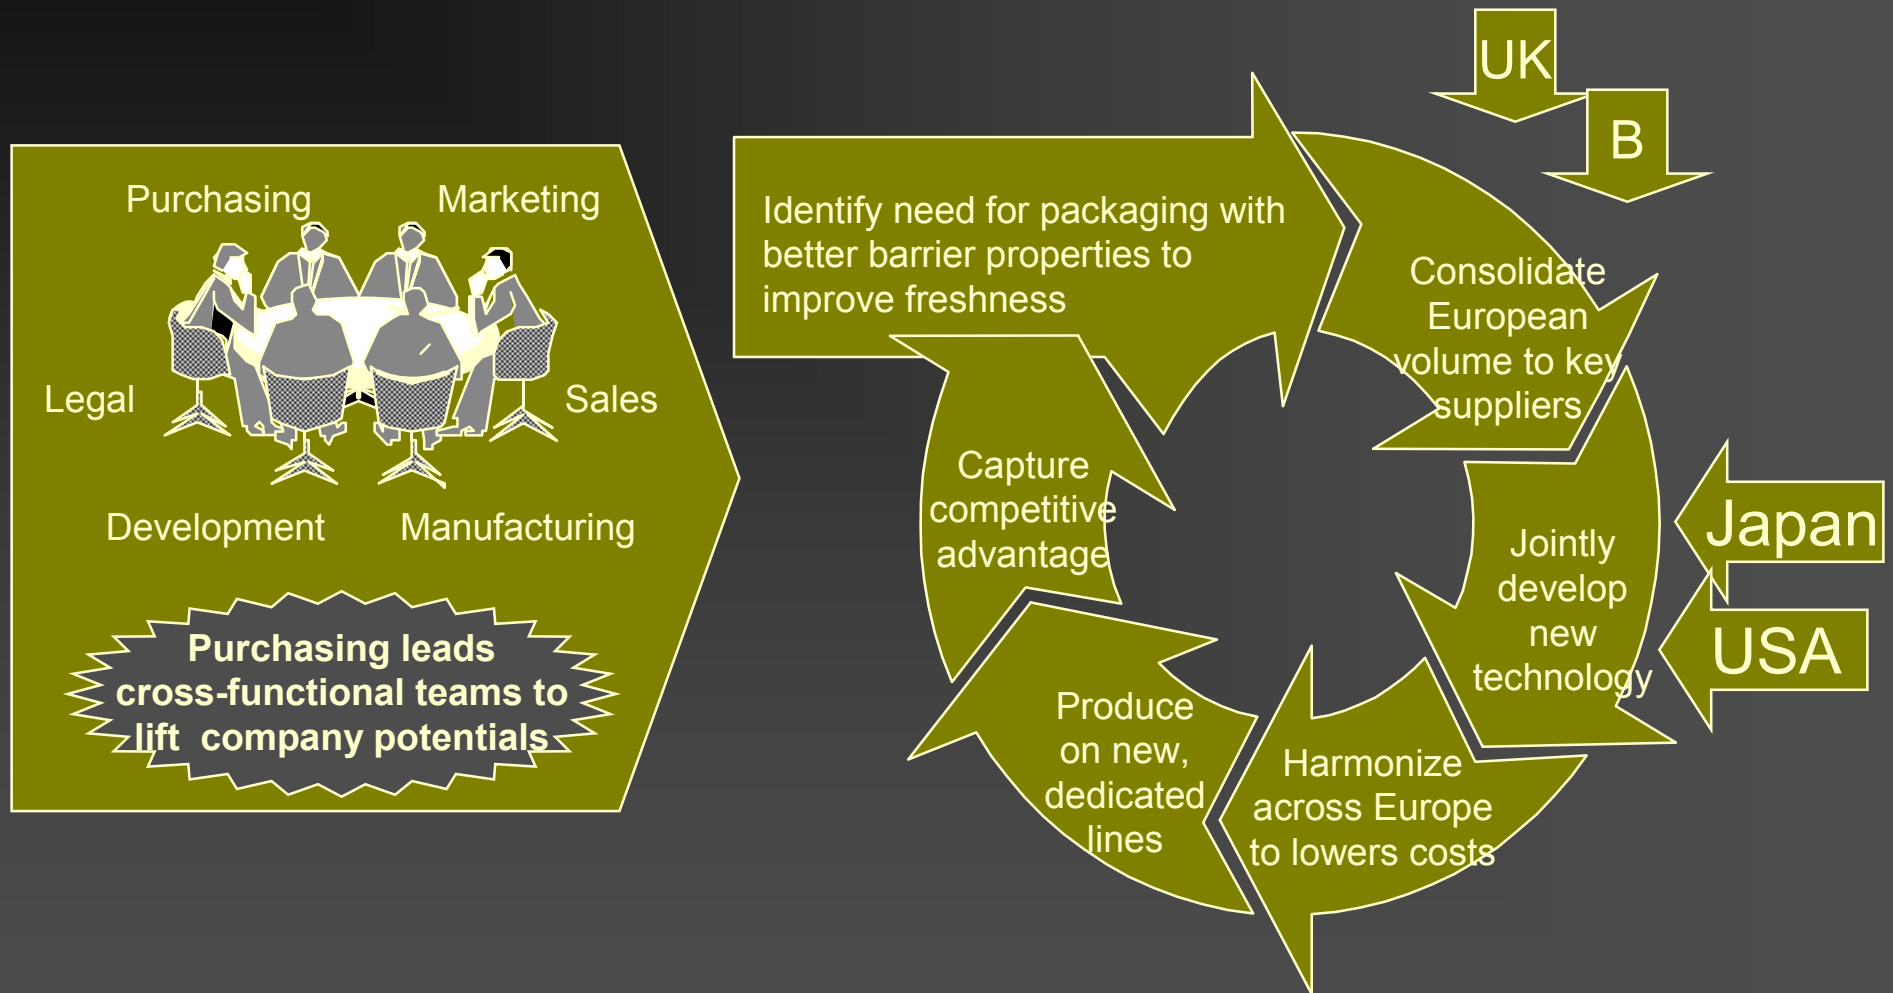 Purchasing
Marketing
Legal
Sales
Development
Manufacturing
Purchasing leads
cross-functional teams to
lift company potentials
Identify need for packaging with
better barrier properties to
improve freshness
UK
B
Consolidate
European
volume to key
suppliers
Japan
USA
Jointly
develop
new
technology
Harmonize
across Europe
to lowers costs
Produce
on new,
dedicated
lines
Capture
competitive
advantage